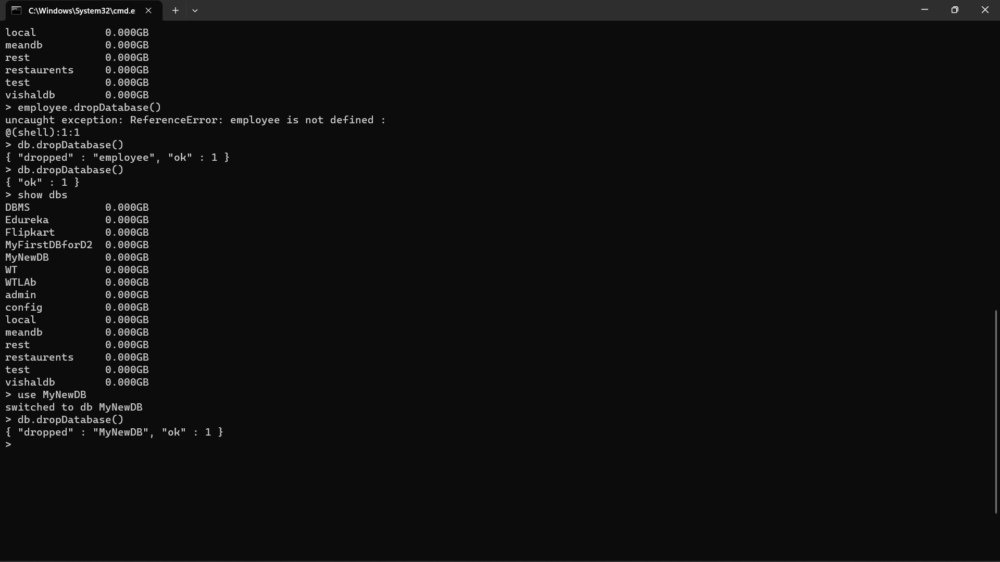 C:\Windows\System32\cmd.e
local           0.000GB
meandb          0.000GB
rest            0.000GB
restaurents     0.000GB
test            0.000GB
vishaldb        0.000GB
> employee.dropDatabase()
uncaught exception: ReferenceError: employee is not defined :
@(shell):1:1
> db.dropDatabase()
{ "dropped" : "employee", "ok" : 1 }
> db.dropDatabase()
{ "ok" : 1 }
> show dbs
DBMS            0.000GB
Edureka         0.000GB
Flipkart        0.000GB
MyFirstDBforD2  0.000GB
MyNewDB         0.000GB
WT              0.000GB
WTLAb           0.000GB
admin           0.000GB
config          0.000GB
local           0.000GB
meandb          0.000GB
rest            0.000GB
restaurents     0.000GB
test            0.000GB
vishaldb        0.000GB
> use MyNewDB
switched to db MyNewDB
> db.dropDatabase()
{ "dropped" : "MyNewDB", "ok" : 1 }
>